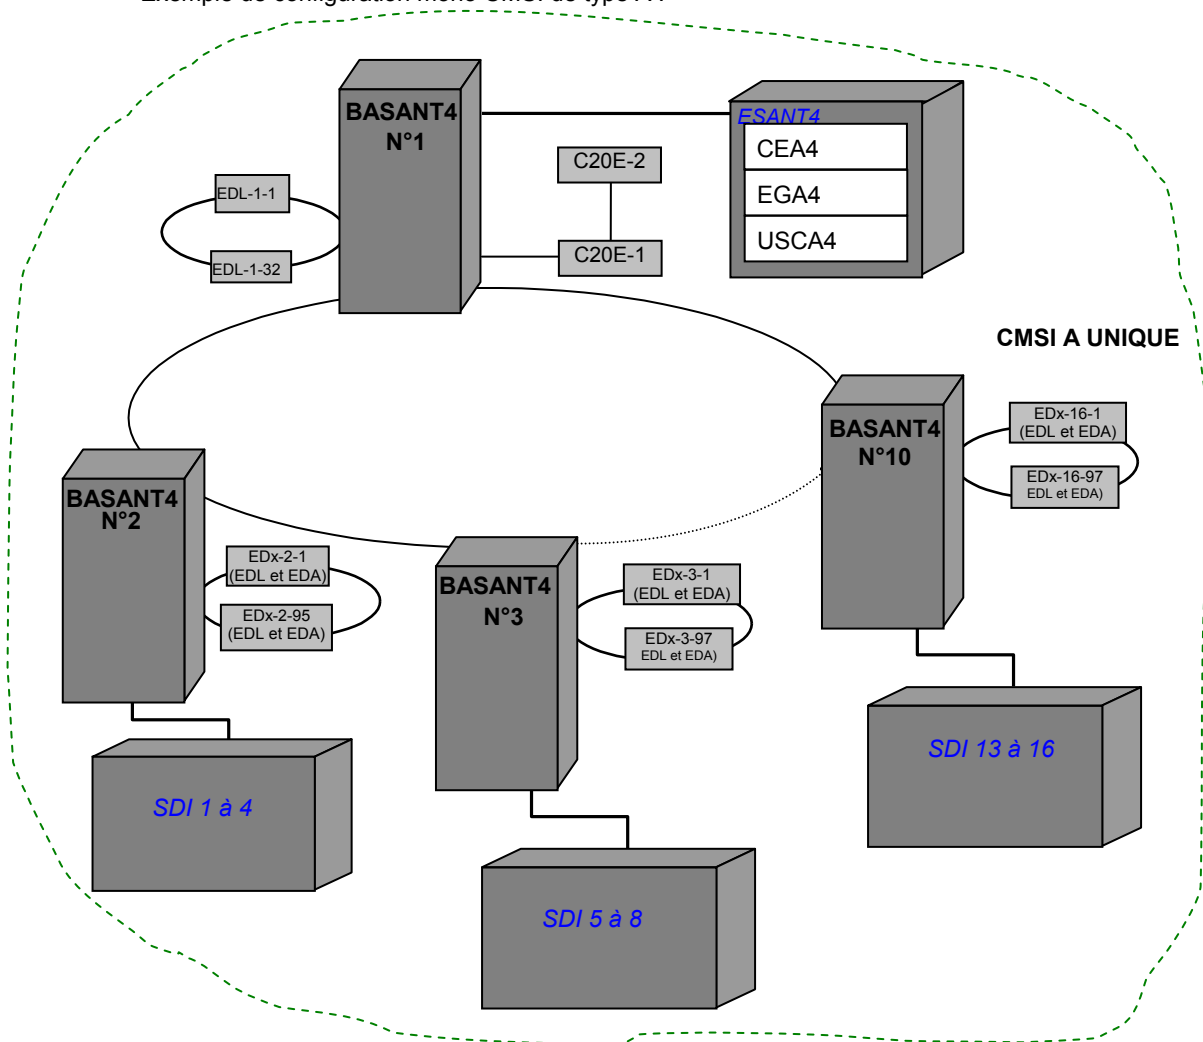 BASANT4
N°1
ESANT4
CEA4
EGA4
USCA4
C20E-2
C20E-1
EDL-1-1
EDL-1-32
CMSI A UNIQUE
BASANT4
N°10
EDx-16-1
(EDL et EDA)
EDx-16-97
EDL et EDA)
BASANT4
N°2
EDx-2-1
(EDL et EDA)
EDx-2-95
(EDL et EDA)
BASANT4
N°3
EDx-3-1
(EDL et EDA)
EDx-3-97
EDL et EDA)
SDI 13 à 16
SDI 1 à 4
SDI 5 à 8